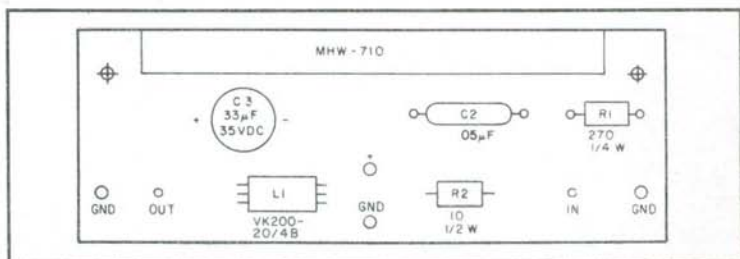 MHW-710
C3
33µF
35VDC
+
-
C2
05µF
R1
270
1/4 W
+
GND
OUT
L1
VK200-
20/4B
GND
R2
10
1/2 W
IN
GND